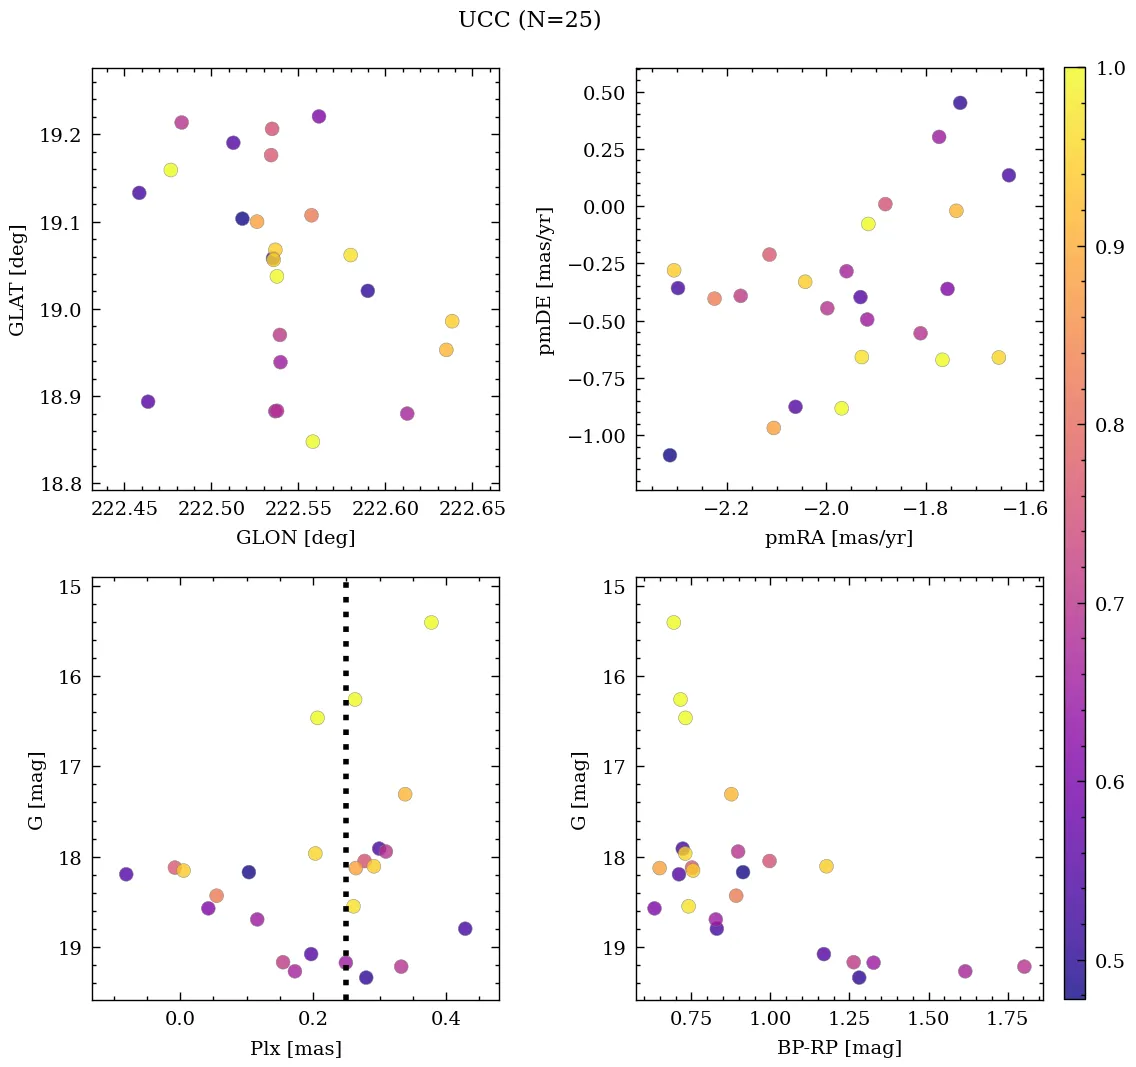 UCC (N=25)
19.2
19.1
19.0
18.9
18.8
GLAT [deg]
222.45 222.50 222.55 222.60 222.65
GLON [deg]
0.50
0.25
0.00
−0.25
−0.50
−0.75
−1.00
pmDE [mas/yr]
−2.2 −2.0 −1.8 −1.6
pmRA [mas/yr]
1.0
0.9
0.8
0.7
0.6
0.5
15
16
17
18
19
G [mag]
0.0 0.2 0.4
Plx [mas]
15
16
17
18
19
G [mag]
0.75 1.00 1.25 1.50 1.75
BP-RP [mag]